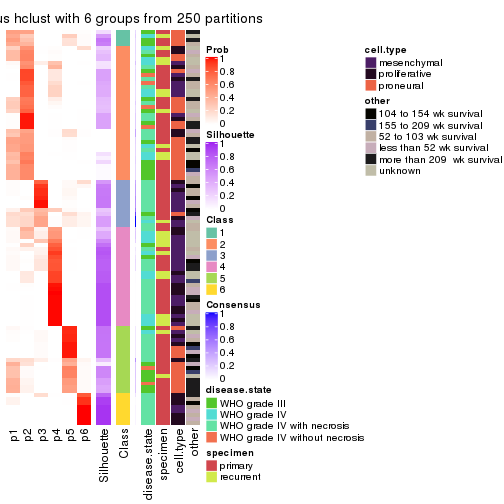 us hclust with 6 groups from 250 partitions
Prob
1
0.8
0.6
0.4
0.2
0
Silhouette
1
0.8
0.6
0.4
0.2
0
Class
1
2
3
4
5
6
Consensus
1
0.8
0.6
0.4
0.2
0
disease.state
WHO grade III
WHO grade IV
WHO grade IV with necrosis
WHO grade IV without necrosis
specimen
primary
recurrent
cell.type
mesenchymal
proliferative
proneural
other
104 to 154 wk survival
155 to 209 wk survival
52 to 103 wk survival
less than 52 wk survival
more than 209 wk survival
unknown
p1
p2
p3
p4
p5
p6
Silhouette
Class
disease.state
specimen
cell.type
other